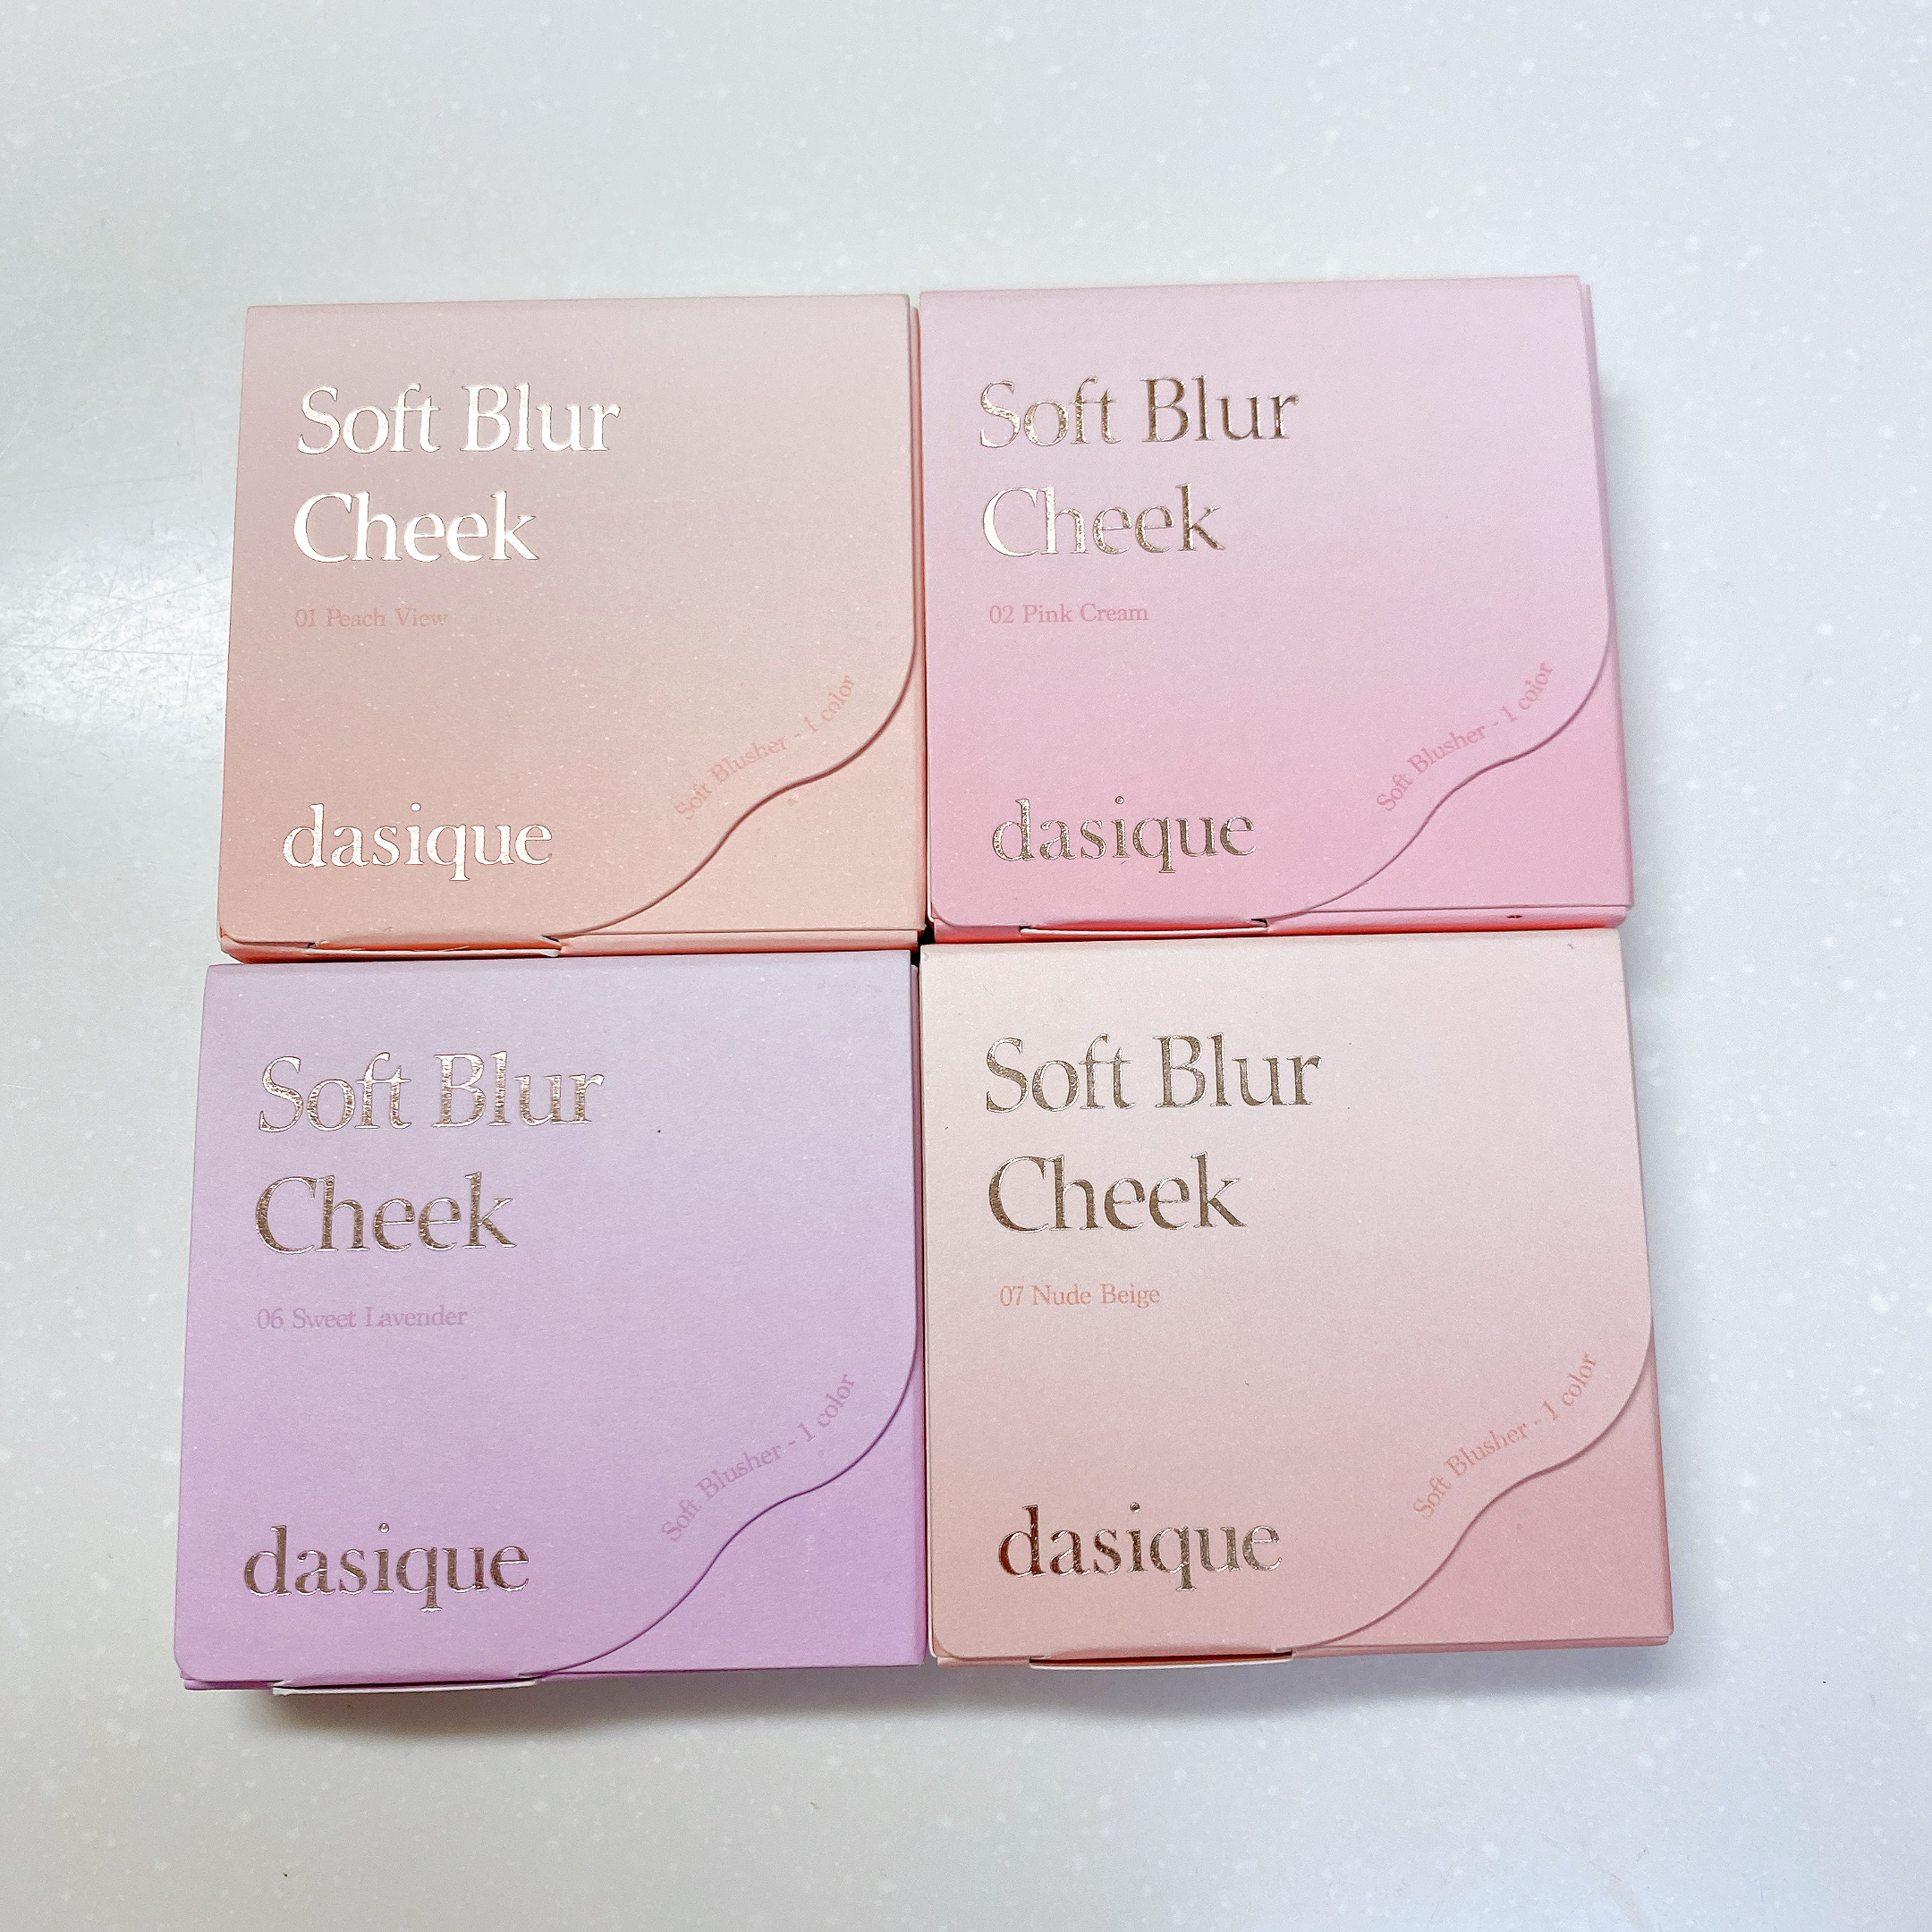 Soft Blur
Cheek
01 Peach View
Soft Blusher - 1 color
dasique
Soft Blur
Cheek
02 Pink Cream
Soft Blusher - 1 color
dasique
Soft Blur
Cheek
06 Sweet Lavender
Soft Blusher - 1 color
dasique
Soft Blur
Cheek
07 Nude Beige
Soft Blusher - 1 color
dasique